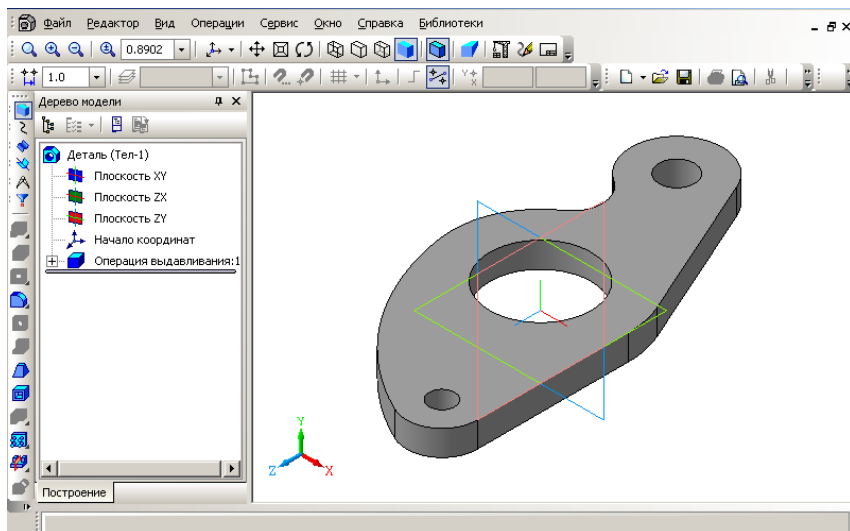 Файл Редактор Вид Операции Сервис Окно Справка Библиотеки
0.8902
1.0
Дерево модели
Деталь (Тел-1)
Плоскость XY
Плоскость ZX
Плоскость ZY
Начало координат
Операция выдавливания:1
Y
Z X
Построение